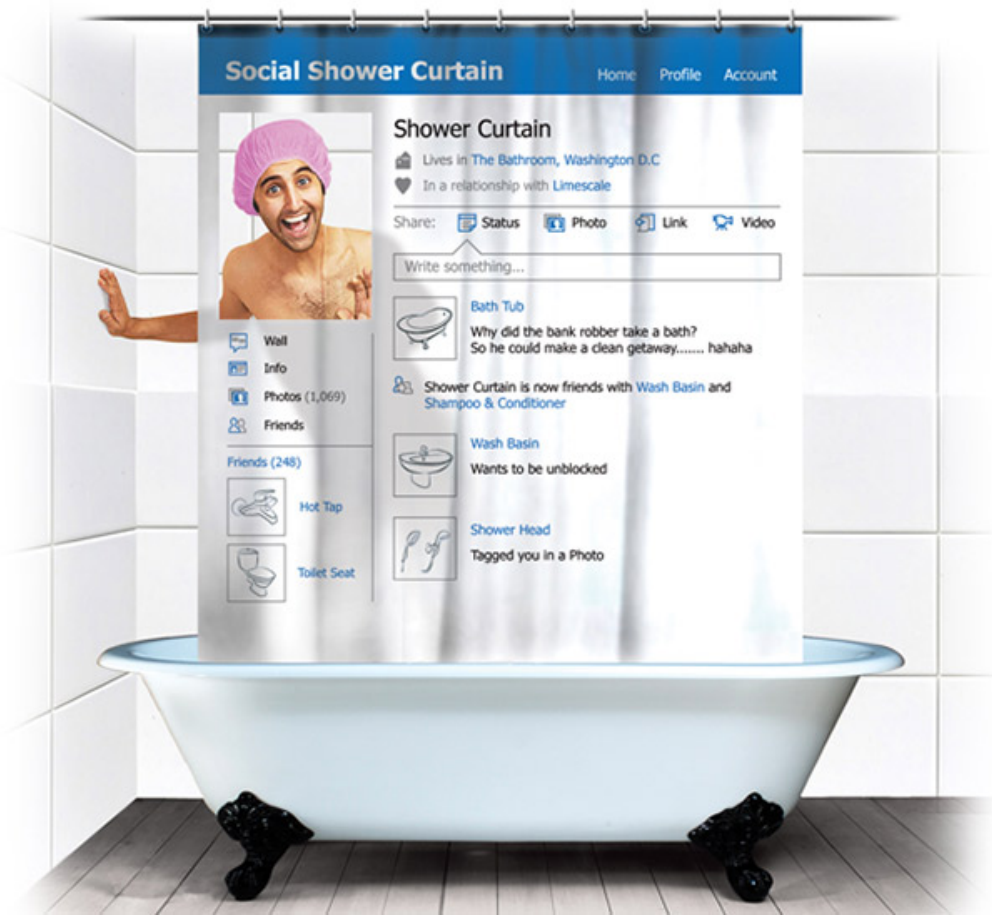 Social Shower Curtain
Home Profile Account
Shower Curtain
Lives in The Bathroom, Washington D.C
In a relationship with Limescale
Share: Status Photo Link Video
Write something...
Bath Tub
Why did the bank robber take a bath?
So he could make a clean getaway....... hahaha
Shower Curtain is now friends with Wash Basin and
Shampoo & Conditioner
Wash Basin
Wants to be unblocked
Shower Head
Tagged you in a Photo
Wall
Info
Photos (1,069)
Friends
Friends (248)
Hot Tap
Toilet Seat